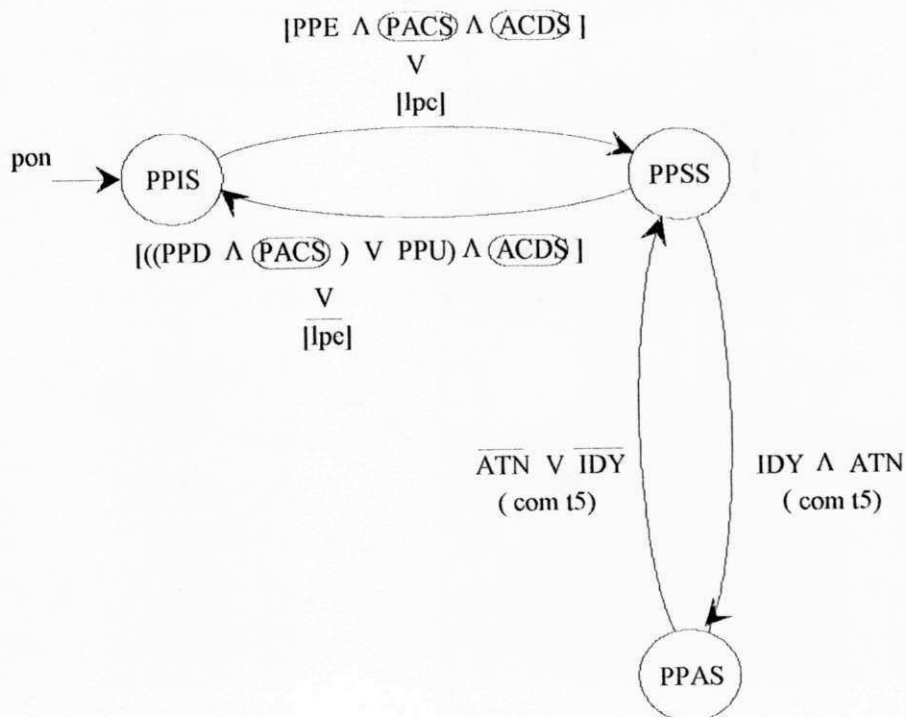 [PPE Λ PACS Λ ACDS ]
V
[lpc]
pon
PPIS
PPSS
[((PPD Λ PACS ) V PPU) Λ ACDS ]
V
[lpe]
ATN V IDY
( com t5)
IDY Λ ATN
( com t5)
PPAS